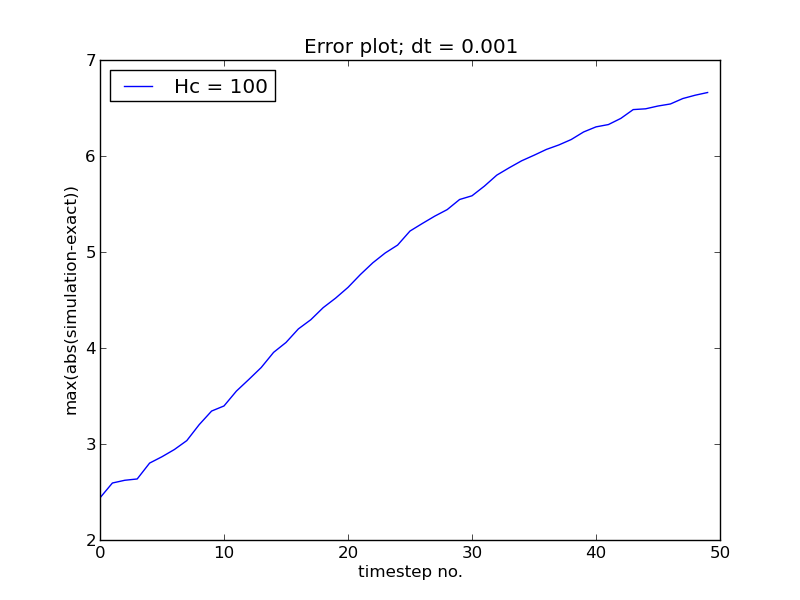 Error plot; dt = 0.001
Hc = 100
max(abs(simulation-exact))
7
6
5
4
3
2
0 10 20 30 40 50
timestep no.